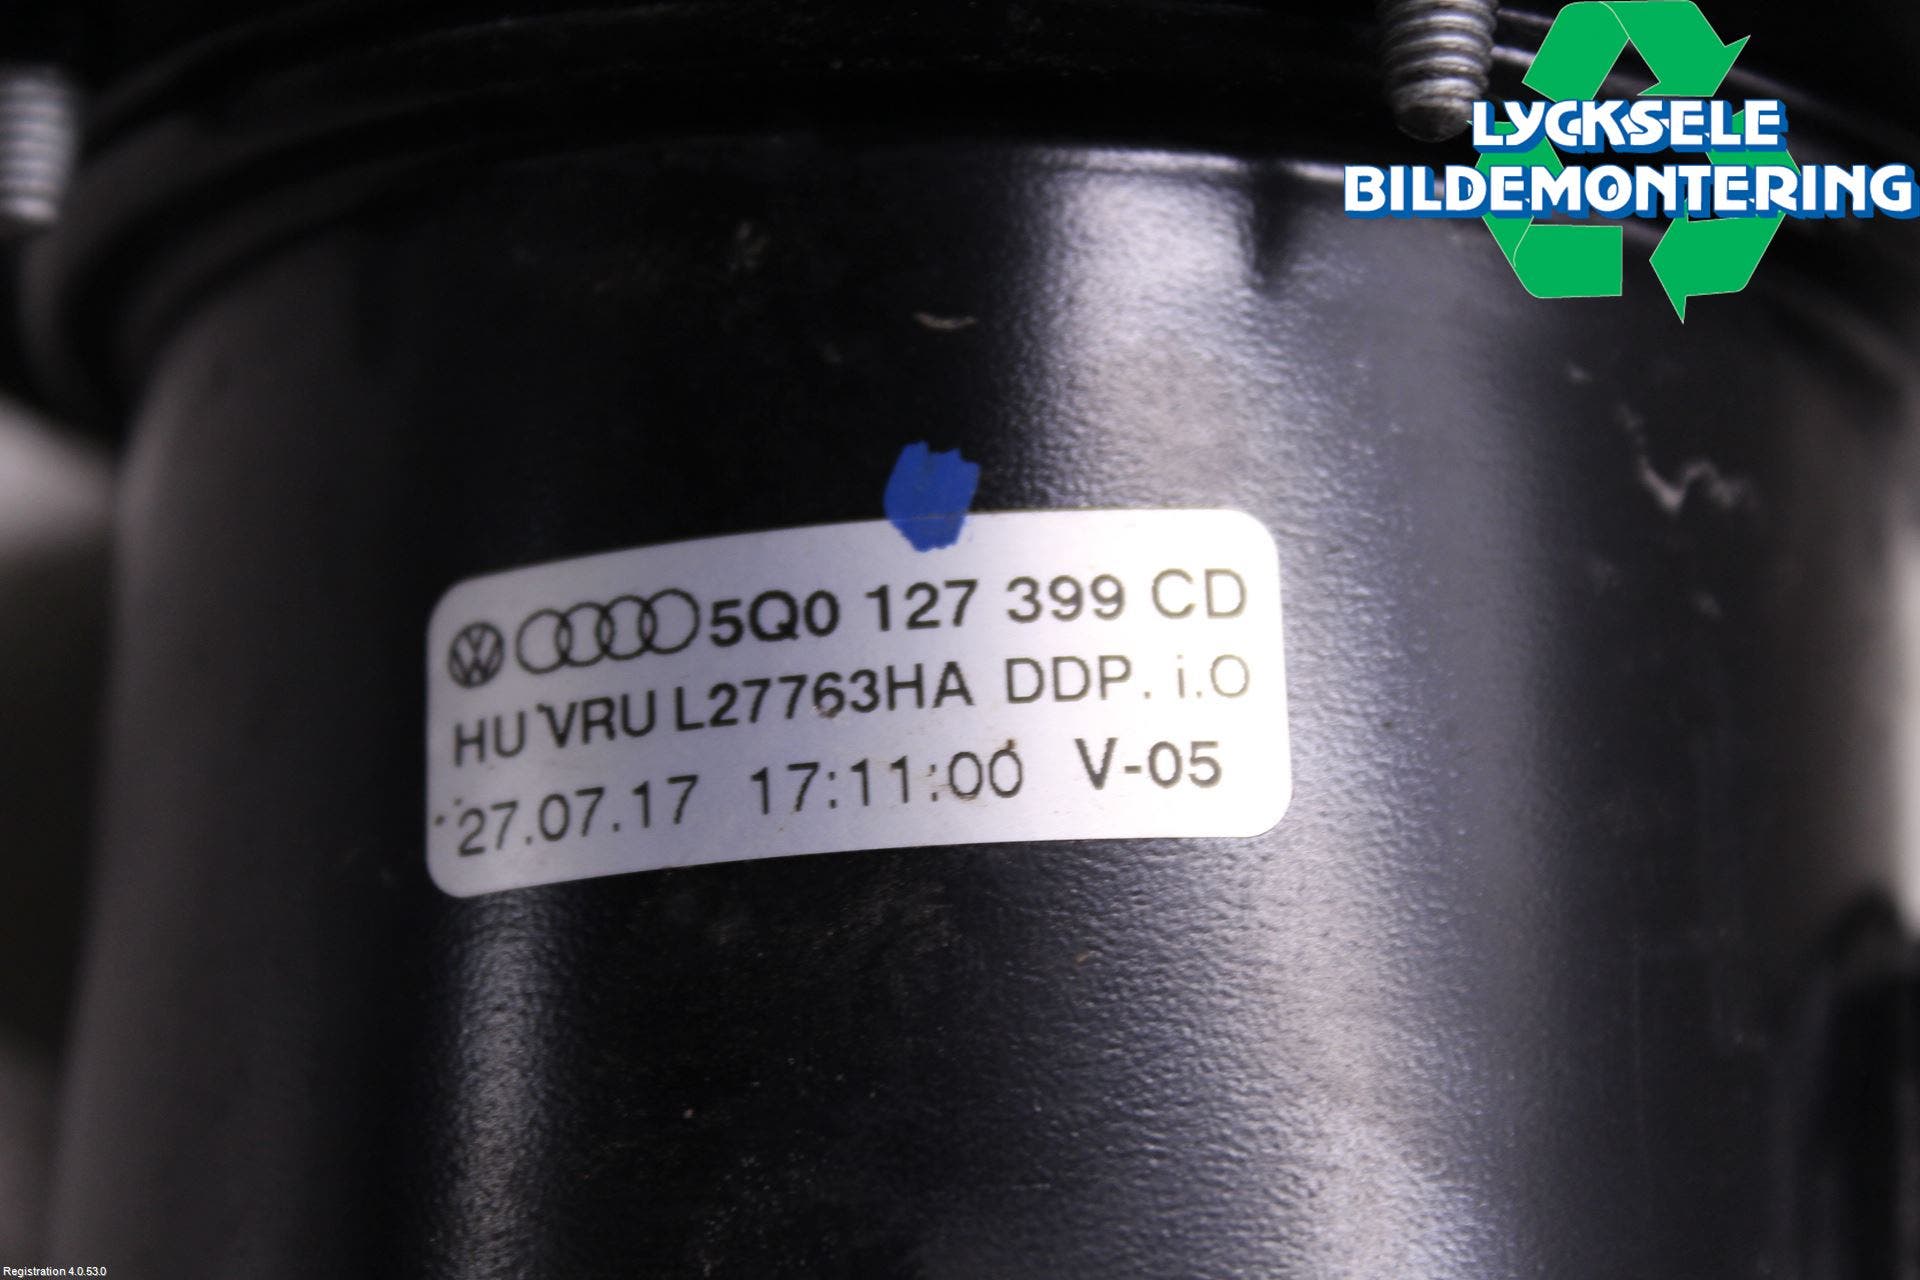 LYCKSELE
BILDEMONTERING
5Q0 127 399 CD
HU VRU L27763HA DDP. i.O
27.07.17 17:11:00 V-05
Registration 4.0.53.0